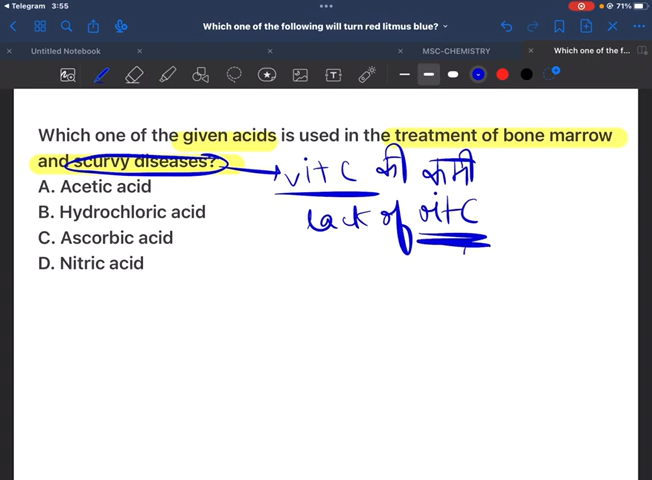 Telegram 3:55
71%
Which one of the following will turn red litmus blue?
Untitled Notebook
MSC-CHEMISTRY
Which one of the f...
Which one of the given acids is used in the treatment of bone marrow
and scurvy diseases?
vit C की कमी
A. Acetic acid
lack of vit C
B. Hydrochloric acid
C. Ascorbic acid
D. Nitric acid